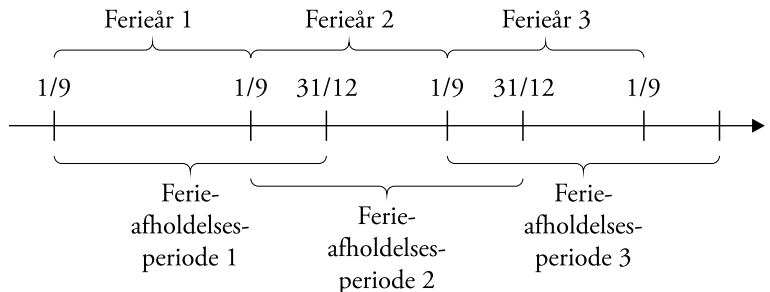 Ferieår 1 Ferieår 2 Ferieår 3
1/9 1/9 31/12 1/9 31/12 1/9
Ferie-
afholdelses-
periode 1
Ferie-
afholdelses-
periode 2
Ferie-
afholdelses-
periode 3